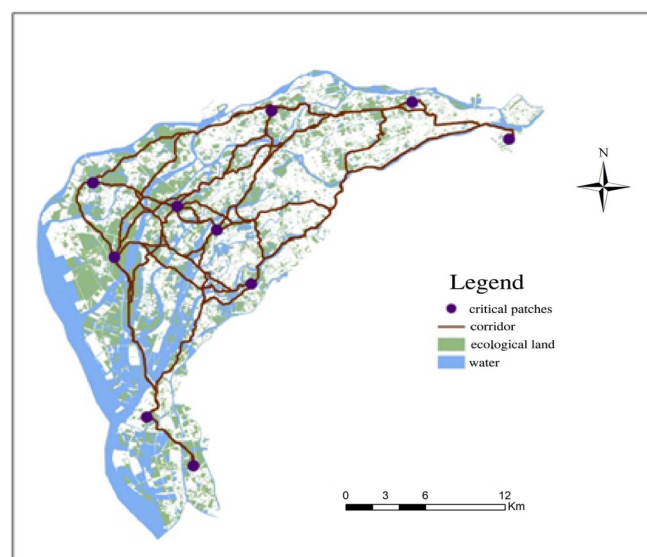 N
Legend
critical patches
corridor
ecological land
water
0 3 6 12
Km